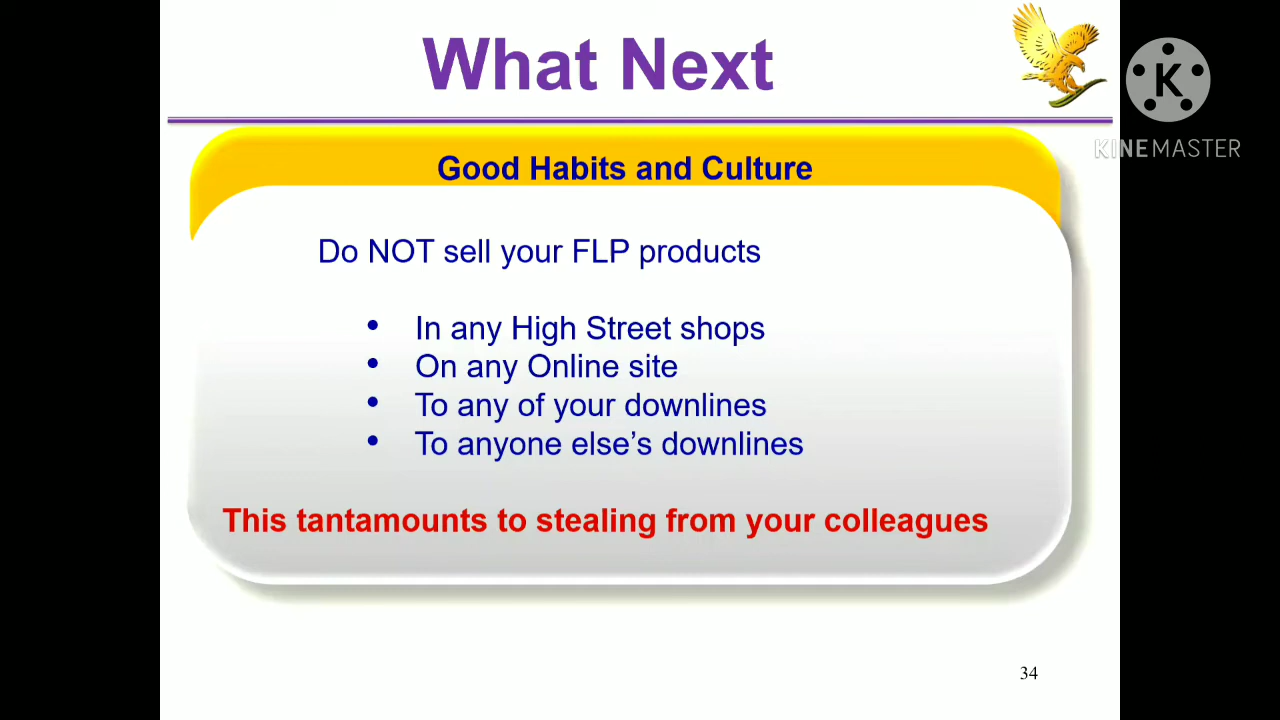 What Next
K
KINEMASTER
Good Habits and Culture
Do NOT sell your FLP products
• In any High Street shops
• On any Online site
• To any of your downlines
• To anyone else’s downlines
This tantamounts to stealing from your colleagues
34